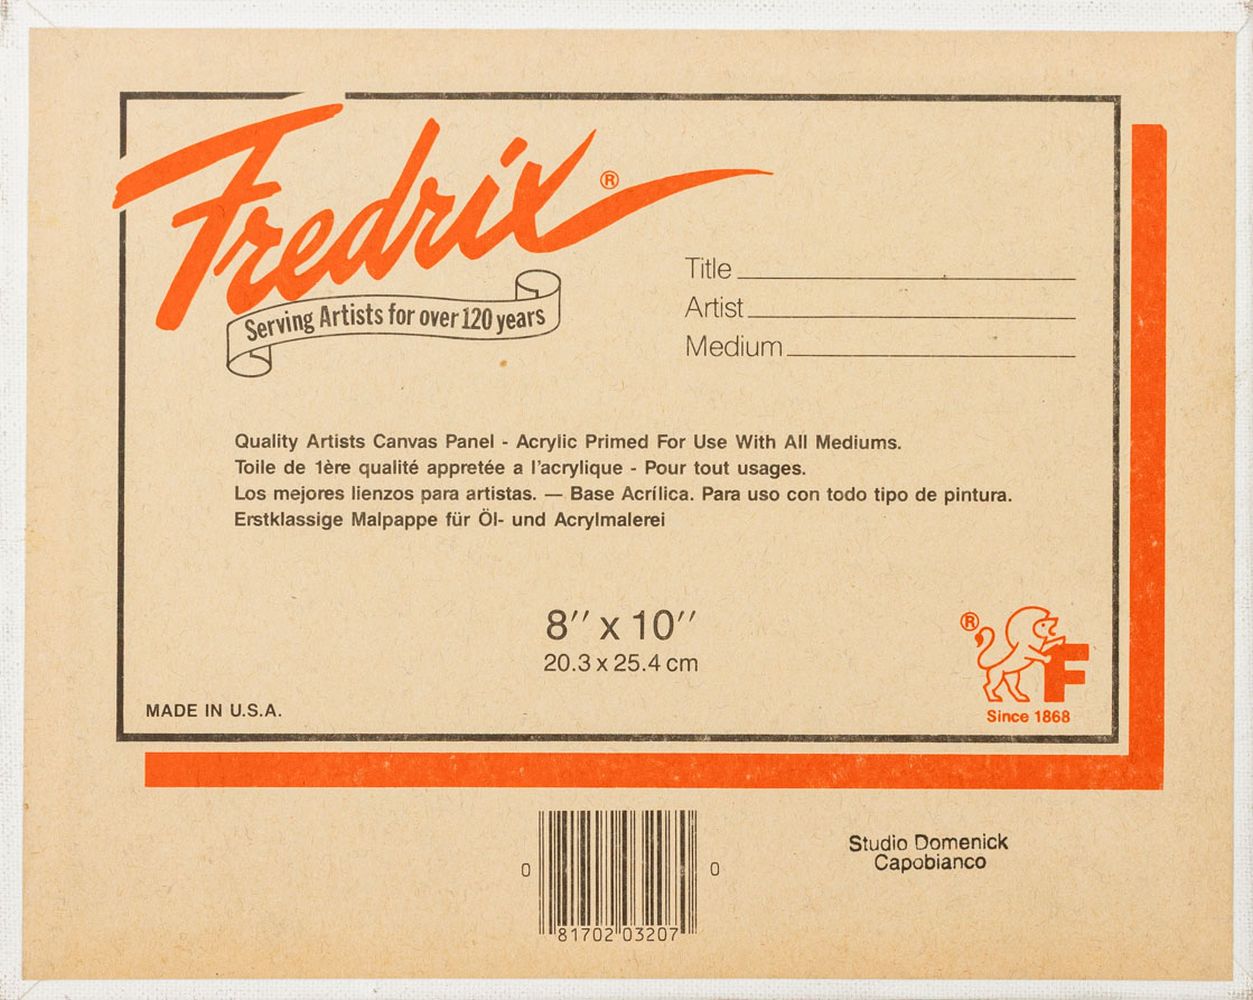 Fredrix®
Serving Artists for over 120 years
Title
Artist
Medium
Quality Artists Canvas Panel - Acrylic Primed For Use With All Mediums.
Toile de 1ère qualité appretée a l'acrylique - Pour tout usages.
Los mejores lienzos para artistas. — Base Acrílica. Para uso con todo tipo de pintura.
Erstklassige Malpappe für Öl- und Acrylmalerei
8″ x 10″
20.3 x 25.4 cm
® F
Since 1868
MADE IN U.S.A.
0 81702 03207 0
Studio Domenick
Capobianco